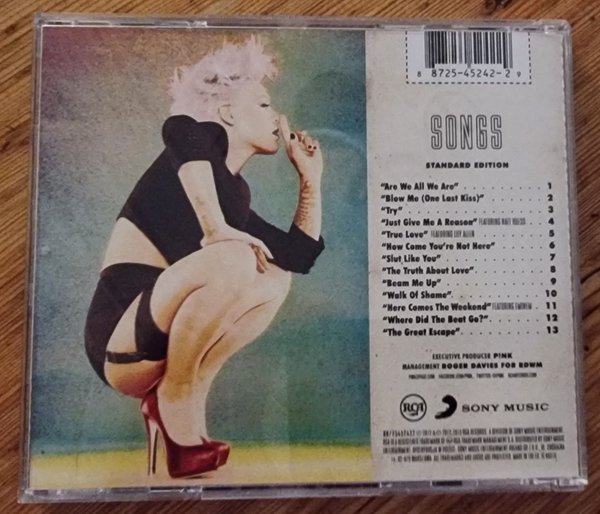 8 8725-45242-2 9
SONGS
STANDARD EDITION
"Are We All We Are" . . . . . . . . . . 1
"Blow Me (One Last Kiss)" . . . . . . . 2
"Try" . . . . . . . . . . . . . . . . 3
"Just Give Me A Reason" FEATURING NATE RUESS . 4
"True Love" FEATURING LILY ALLEN . . . . . . . 5
"How Come You're Not Here" . . . . . . 6
"Slut Like You" . . . . . . . . . . . . 7
"The Truth About Love" . . . . . . . . 8
"Beam Me Up" . . . . . . . . . . . . . 9
"Walk Of Shame" . . . . . . . . . . . 10
"Here Comes The Weekend" FEATURING EMINEM . 11
"Where Did The Beat Go?" . . . . . . . 12
"The Great Escape" . . . . . . . . . . 13
EXECUTIVE PRODUCER P!NK
MANAGEMENT ROGER DAVIES FOR RDWM
RCA SONY MUSIC